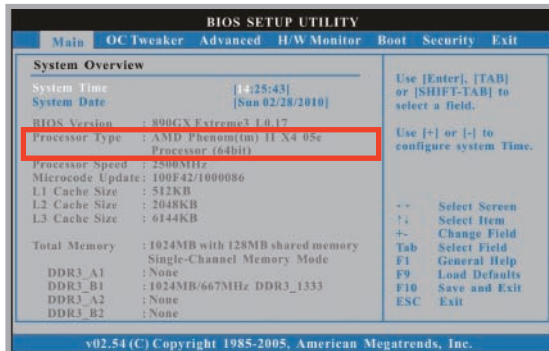 BIOS SETUP UTILITY
Main OC Tweaker Advanced H/W Monitor Boot Security Exit
System Overview
System Time [14:25:43]
System Date [Sun 02/28/2010]
BIOS Version : 890GX Extreme3 L0.17
Processor Type : AMD Phenom(tm) II X4 05e
Processor (64bit)
Processor Speed : 2500MHz
Microcode Update : 100F42/1000086
L1 Cache Size : 512KB
L2 Cache Size : 2048KB
L3 Cache Size : 6144KB
Total Memory : 1024MB with 128MB shared memory
Single-Channel Memory Mode
DDR3_A1 : None
DDR3_B1 : 1024MB/667MHz DDR3_1333
DDR3_A2 : None
DDR3_B2 : None
Use [Enter], [TAB]
or [SHIFT-TAB] to
select a field.
Use [+] or [-] to
configure system Time.
Select Screen
↑↓ Select Item
+- Change Field
Tab Select Field
F1 General Help
F9 Load Defaults
F10 Save and Exit
ESC Exit
v02.54 (C) Copyright 1985-2005, American Megatrends, Inc.